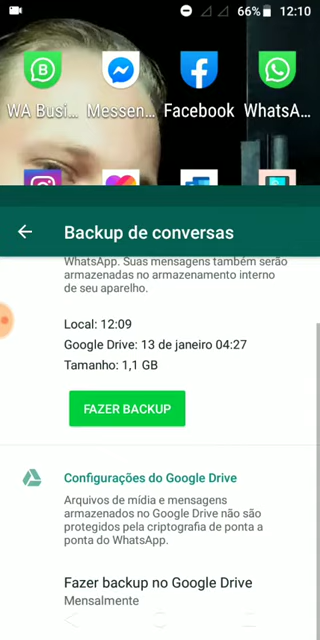 66% 12:10
WA Busi... Messen... Facebook WhatsA...
Backup de conversas
WhatsApp. Suas mensagens também serão
armazenadas no armazenamento interno
de seu aparelho.
Local: 12:09
Google Drive: 13 de janeiro 04:27
Tamanho: 1,1 GB
FAZER BACKUP
Configurações do Google Drive
Arquivos de mídia e mensagens
armazenados no Google Drive não são
protegidos pela criptografia de ponta a
ponta do WhatsApp.
Fazer backup no Google Drive
Mensalmente